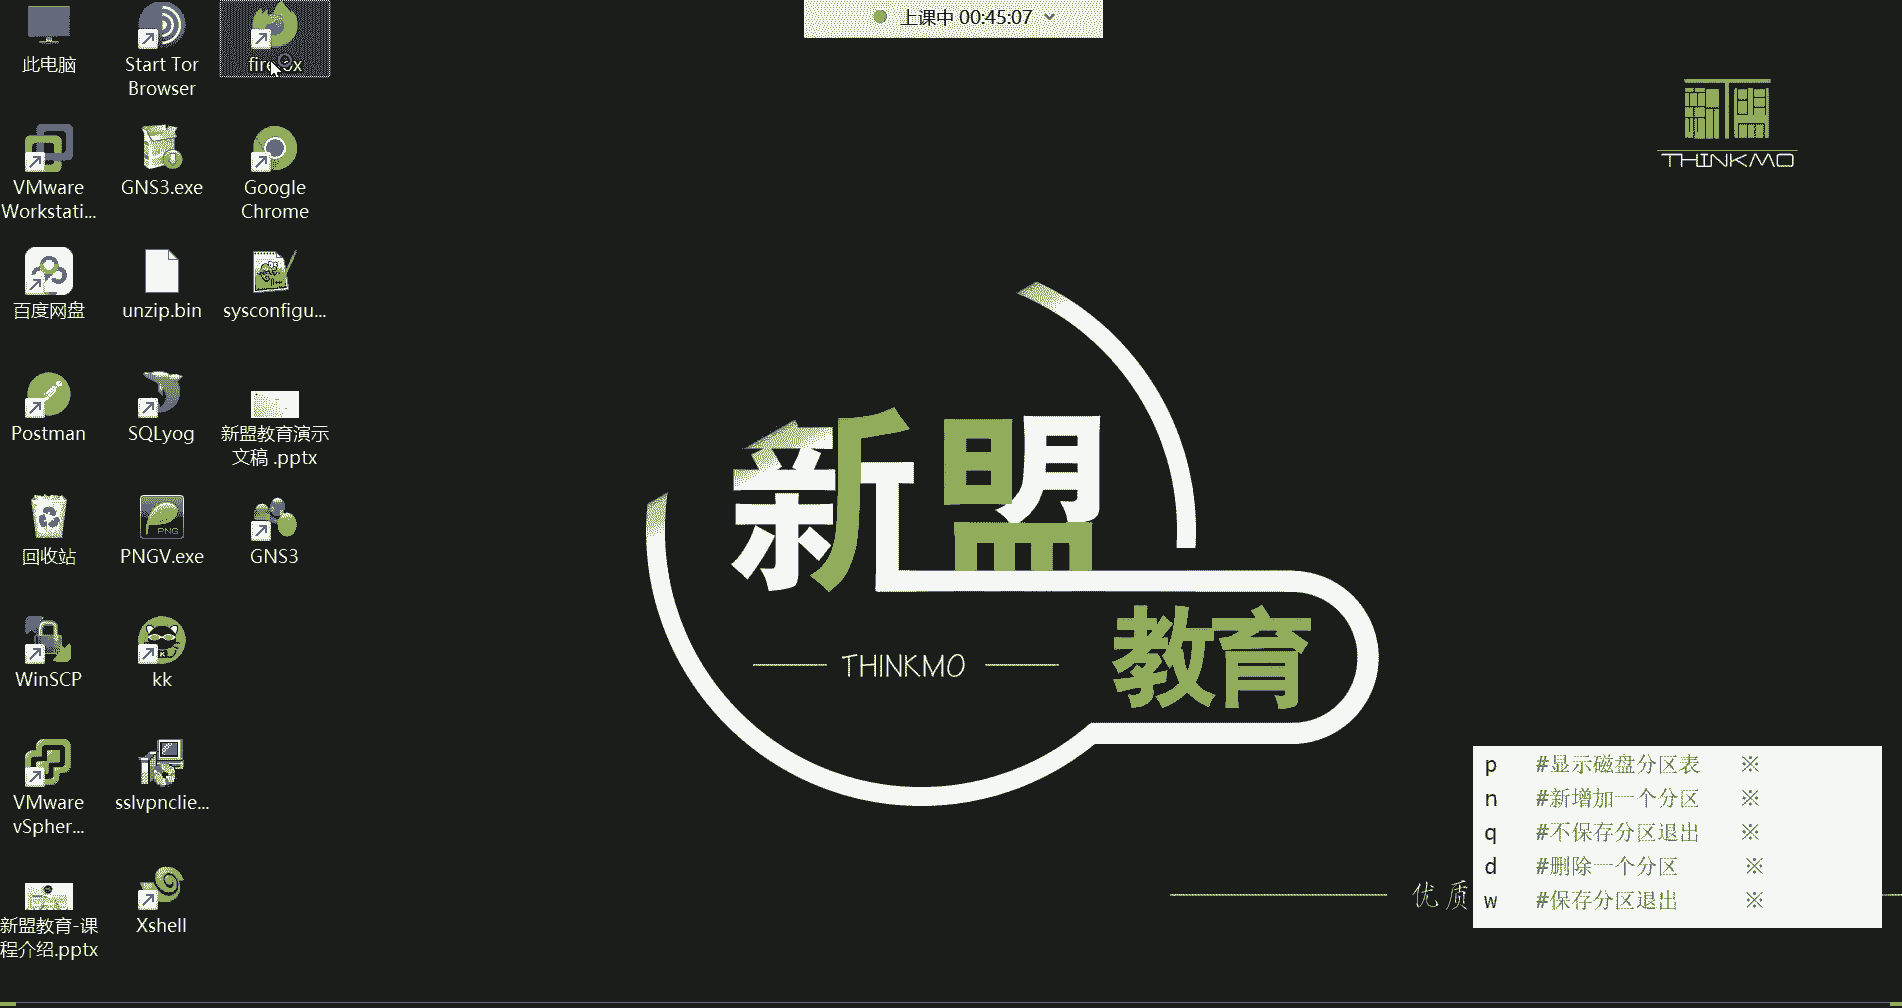 上课中 00:45:07
此电脑
Start Tor
Browser
VMware
Workstati...
GNS3.exe
Google
Chrome
百度网盘
unzip.bin
sysconfigu...
Postman
SQLyog
新盟教育演示
文稿 .pptx
回收站
PNGV.exe
PNG
GNS3
WinSCP
kk
VMware
vSpher...
sslvpnclie...
新盟教育-课
程介绍.pptx
Xshell
THINKMO
新盟
教育
THINKMO
优质
p #显示磁盘分区表 ※
n #新增加一个分区 ※
q #不保存分区退出 ※
d #删除一个分区 ※
w #保存分区退出 ※